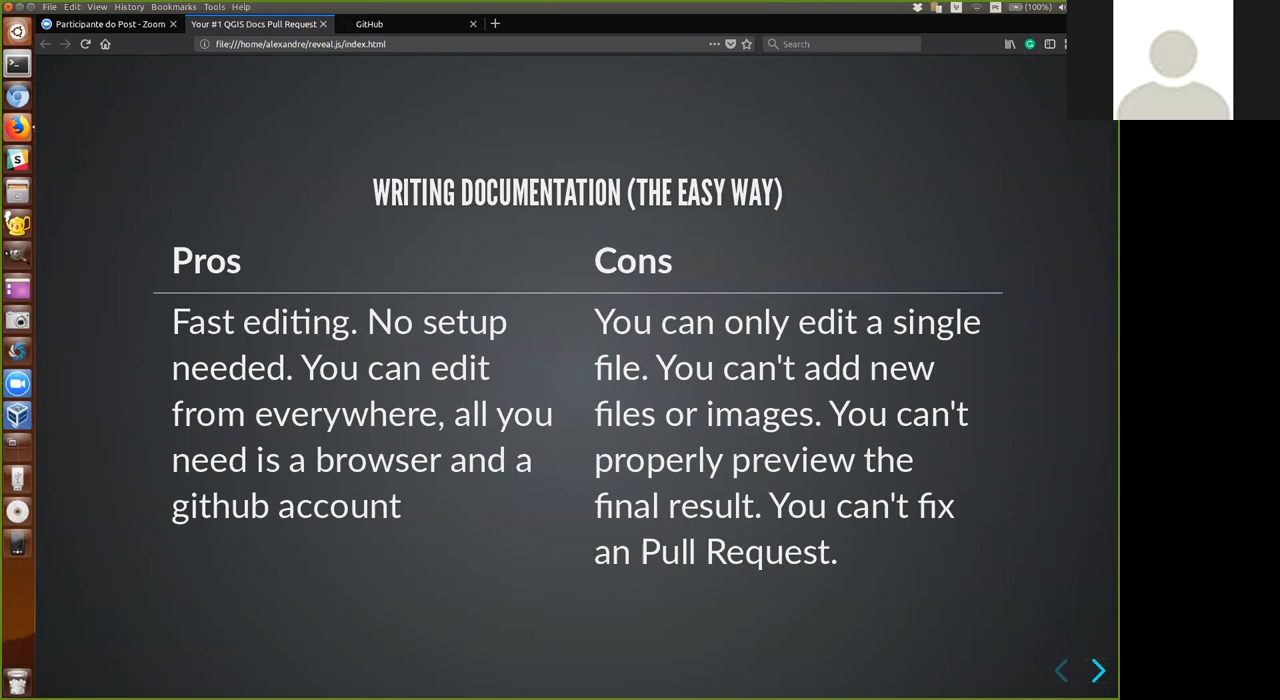 File Edit View History Bookmarks Tools Help
(100%)
Participante do Post - Zoom
Your #1 QGIS Docs Pull Request
GitHub
file:///home/alexandre/reveal.js/index.html
Search
WRITING DOCUMENTATION (THE EASY WAY)
Pros
Fast editing. No setup
needed. You can edit
from everywhere, all you
need is a browser and a
github account
Cons
You can only edit a single
file. You can't add new
files or images. You can't
properly preview the
final result. You can't fix
an Pull Request.